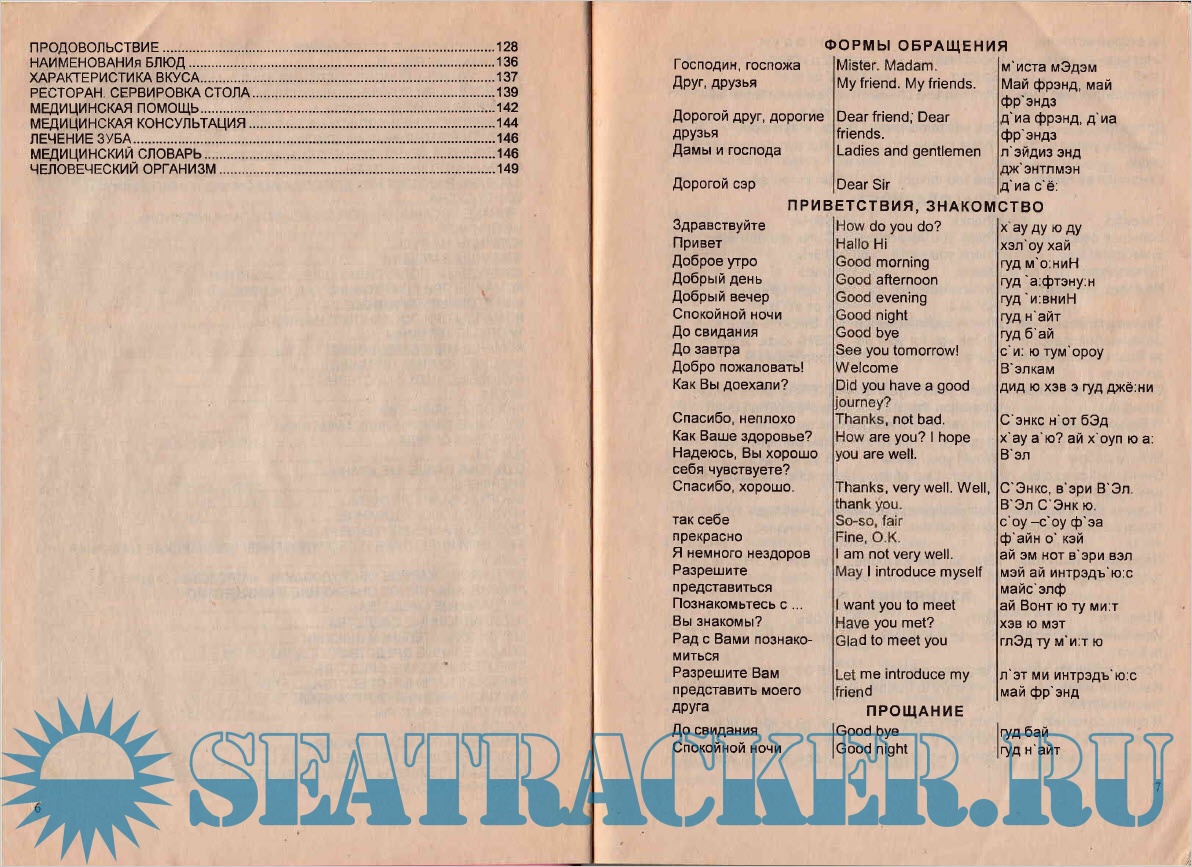 ПРОДОВОЛЬСТВИЕ ........ 128
НАИМЕНОВАНИя БЛЮД ........ 136
ХАРАКТЕРИСТИКА ВКУСА ........ 137
РЕСТОРАН. СЕРВИРОВКА СТОЛА ........ 139
МЕДИЦИНСКАЯ ПОМОЩЬ ........ 142
МЕДИЦИНСКАЯ КОНСУЛЬТАЦИЯ ........ 144
ЛЕЧЕНИЕ ЗУБА ........ 146
МЕДИЦИНСКИЙ СЛОВАРЬ ........ 146
ЧЕЛОВЕЧЕСКИЙ ОРГАНИЗМ ........ 149
6
ФОРМЫ ОБРАЩЕНИЯ
Господин, госпожа Mister. Madam. м`иста мЭдэм
Друг, друзья My friend. My friends. Май фрэнд, май
фр`эндз
Дорогой друг, дорогие Dear friend; Dear д`иа фрэнд, д`иа
друзья friends. фр`эндз
Дамы и господа Ladies and gentlemen л`эйдиз энд
дж`энтлмэн
Дорогой сэр Dear Sir д`иа с`ё:
ПРИВЕТСТВИЯ, ЗНАКОМСТВО
Здравствуйте How do you do? х`ау ду ю ду
Привет Hallo Hi хэл`оу хай
Доброе утро Good morning гуд м`о:ниН
Добрый день Good afternoon гуд `а:фтэну:н
Добрый вечер Good evening гуд `и:вниН
Спокойной ночи Good night гуд н`айт
До свидания Good bye гуд б`ай
До завтра See you tomorrow! с`и: ю тум`ороу
Добро пожаловать! Welcome В`элкам
Как Вы доехали? Did you have a good дид ю хэв э гуд джё:ни
journey?
Спасибо, неплохо Thanks, not bad. С`энкс н`от бЭд
Как Ваше здоровье? How are you? I hope х`ау а`ю? ай х`оуп ю а:
Надеюсь, Вы хорошо you are well. В`эл
себя чувствуете?
Спасибо, хорошо. Thanks, very well. Well, С`Энкс, в`эри В`Эл.
thank you. В`Эл С`Энк ю.
так себе So-so, fair с`оу –с`оу ф`эа
прекрасно Fine, O.K. ф`айн о` кэй
Я немного нездоров I am not very well. ай эм нот в`эри вэл
Разрешите May I introduce myself мэй ай интрэдъ`ю:с
представиться майс`элф
Познакомьтесь с ... I want you to meet ай Вонт ю ту ми:т
Вы знакомы? Have you met? хэв ю мэт
Рад с Вами познако- Glad to meet you глЭд ту м`и:т ю
миться
Разрешите Вам Let me introduce my л`эт ми интрэдъ`ю:с
представить моего friend май фр`энд
друга
ПРОЩАНИЕ
До свидания Good bye гуд бай
Спокойной ночи Good night гуд н`айт
7
SEATRACKER.RU